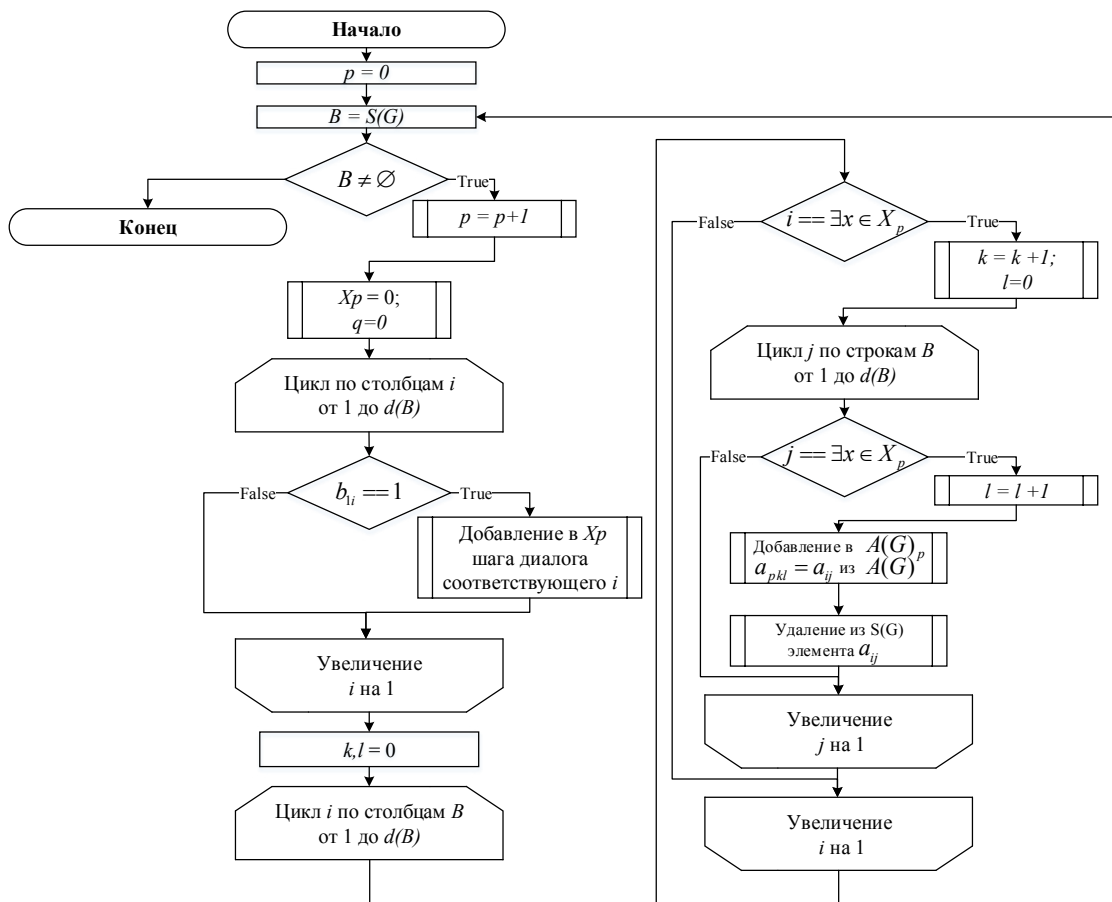 Начало
p = 0
B = S(G)
B ≠ ∅
True
Конец
p = p+1
Xp = 0;
q=0
Цикл по столбцам i
от 1 до d(B)
b1i == 1
False
True
Добавление в Xp
шага диалога
соответствующего i
Увеличение
i на 1
k,l = 0
Цикл i по столбцам B
от 1 до d(B)
i == ∃x ∈ Xp
False
True
k = k +1;
l=0
Цикл j по строкам B
от 1 до d(B)
j == ∃x ∈ Xp
False
True
l = l +1
Добавление в A(G)p
apkl = aij из A(G)
Удаление из S(G)
элемента aij
Увеличение
j на 1
Увеличение
i на 1